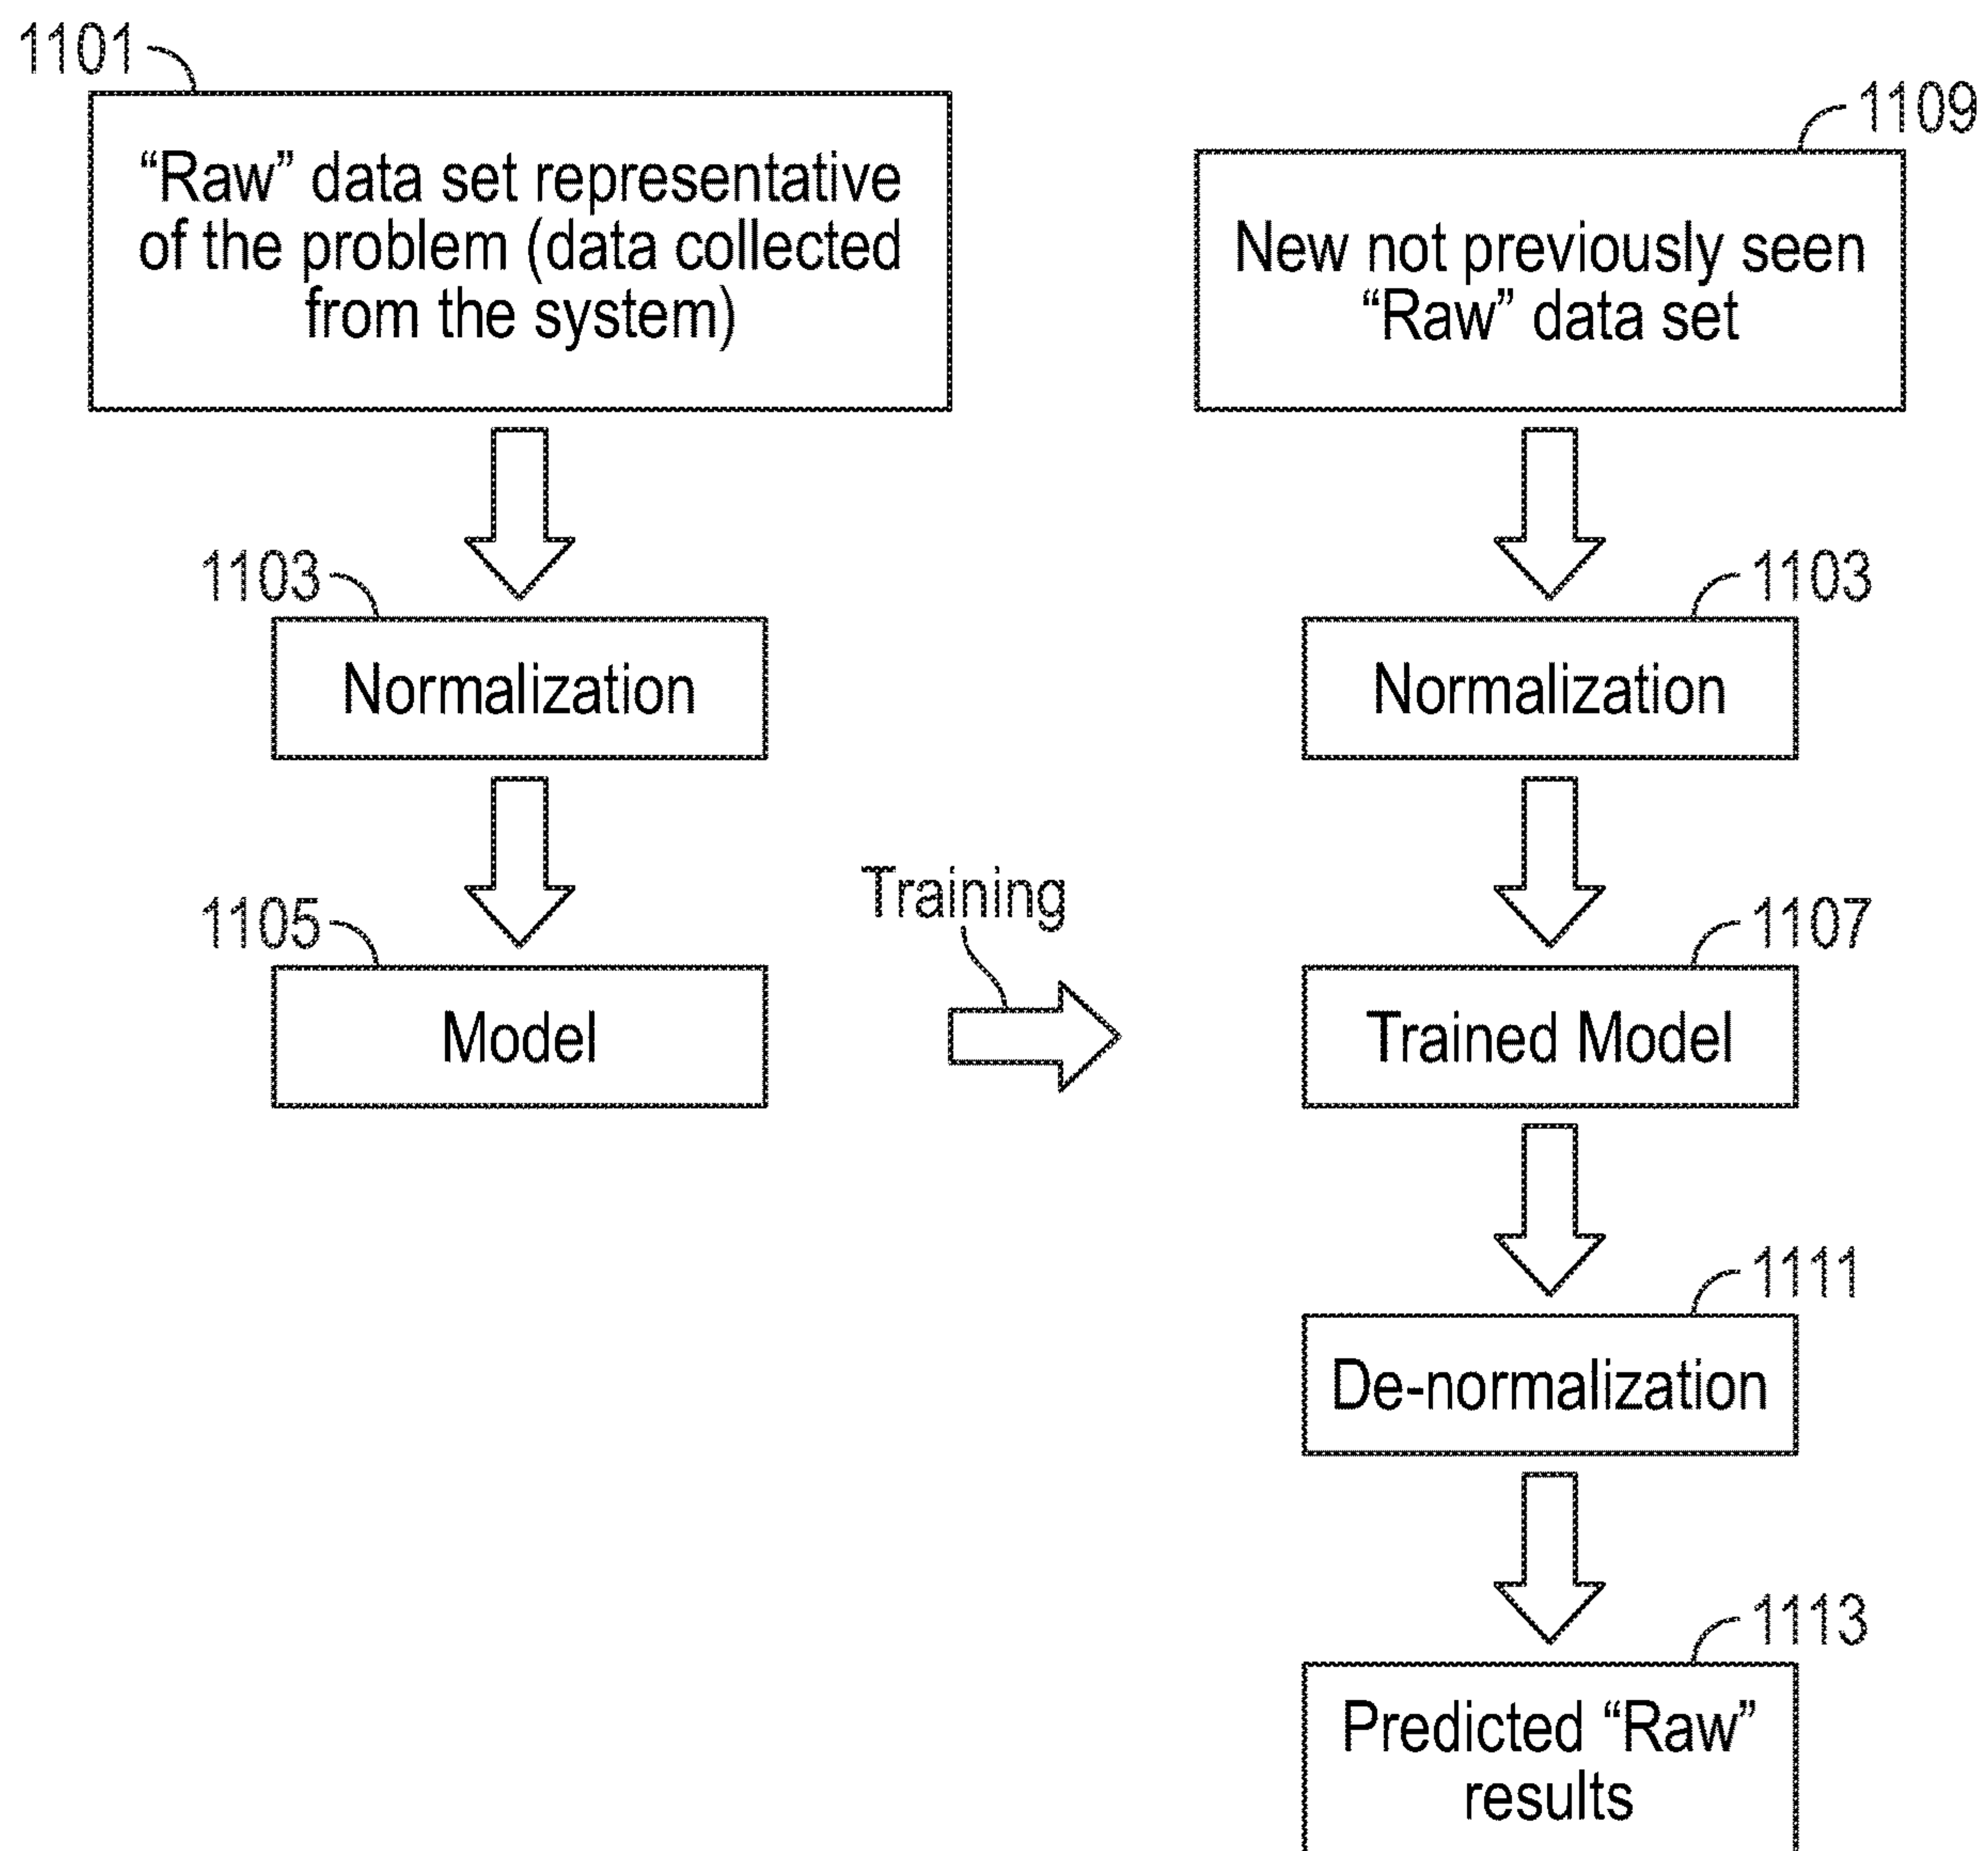 1101
“Raw” data set representative
of the problem (data collected
from the system)
1103
Normalization
1105
Model
Training
1109
New not previously seen
“Raw” data set
1103
Normalization
1107
Trained Model
1111
De-normalization
1113
Predicted “Raw”
results